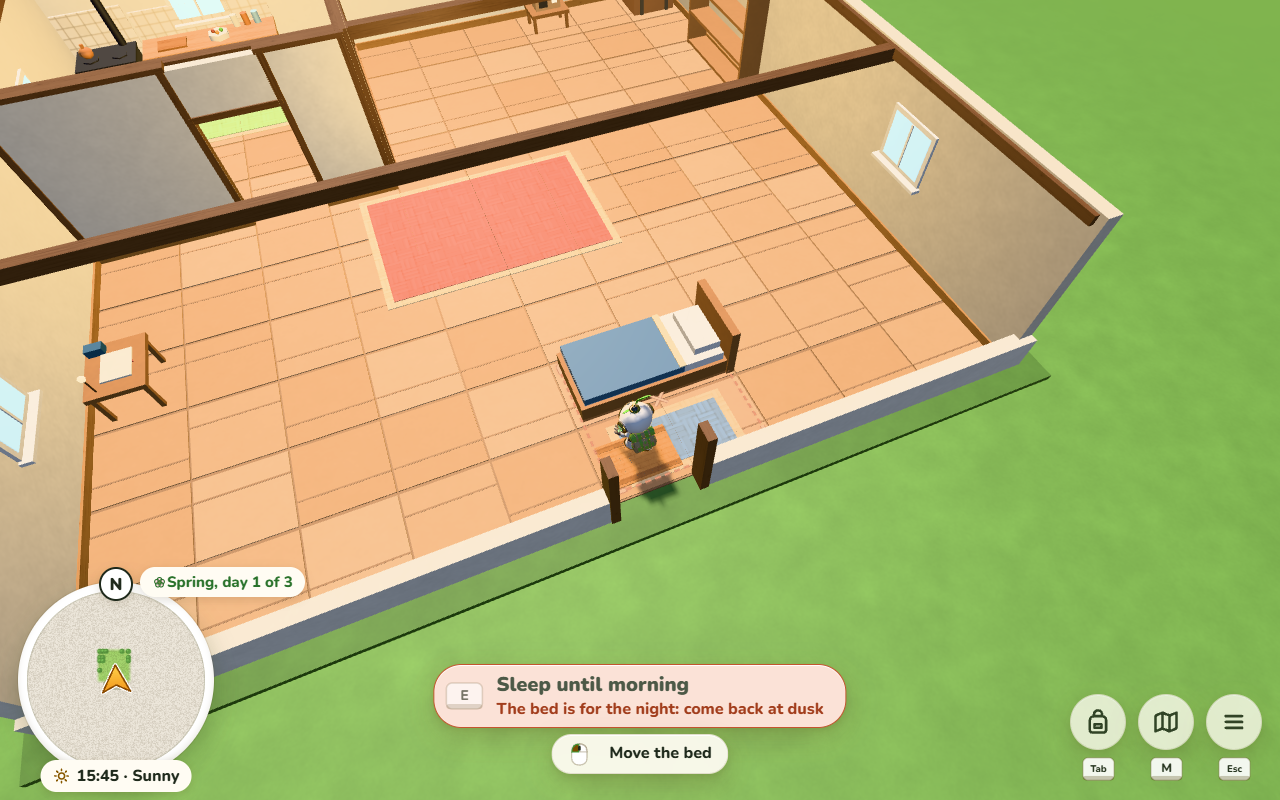 N
Spring, day 1 of 3
15:45 · Sunny
E
Sleep until morning
The bed is for the night: come back at dusk
Move the bed
Tab
M
Esc